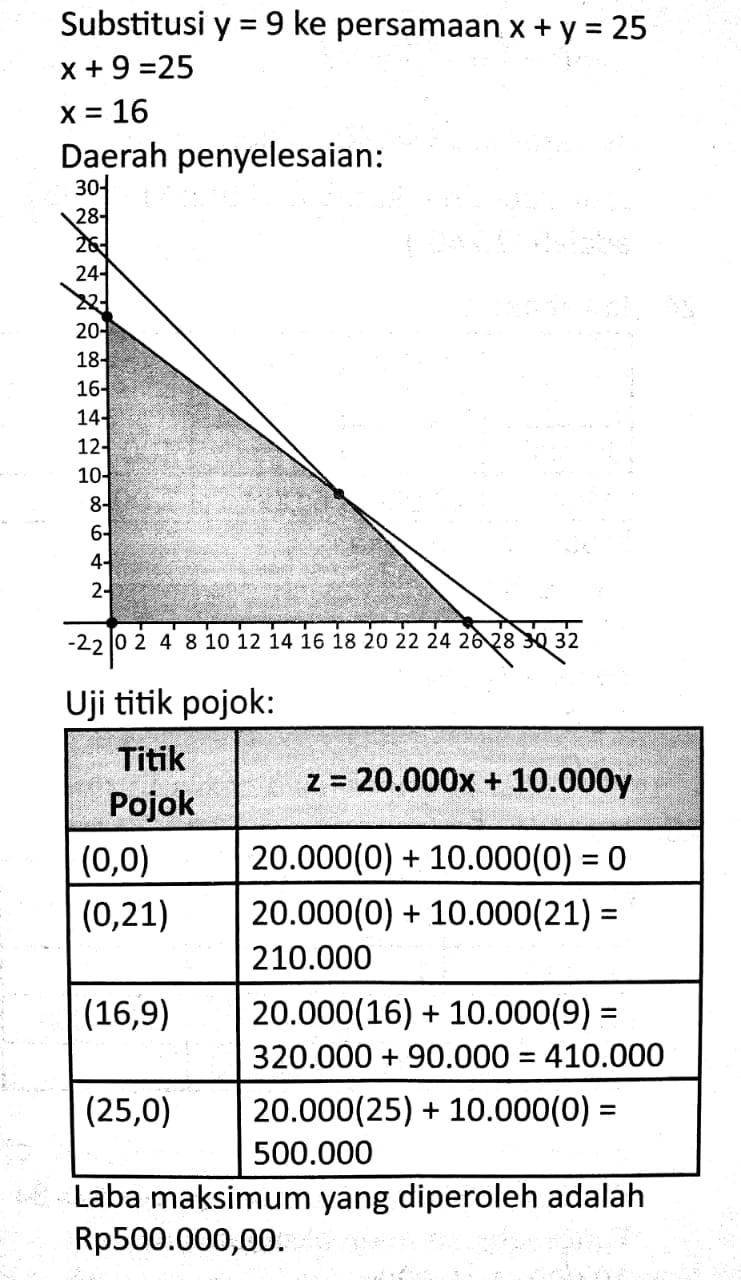 Substitusi y = 9 ke persamaan x + y = 25
x + 9 =25
x = 16
Daerah penyelesaian:
30
28
26
24
22
20
18
16
14
12
10
8
6
4
2
-2 2 0 2 4 8 10 12 14 16 18 20 22 24 26 28 30 32
Uji titik pojok:
Titik
Pojok
z = 20.000x + 10.000y
(0,0)
20.000(0) + 10.000(0) = 0
(0,21)
20.000(0) + 10.000(21) =
210.000
(16,9)
20.000(16) + 10.000(9) =
320.000 + 90.000 = 410.000
(25,0)
20.000(25) + 10.000(0) =
500.000
Laba maksimum yang diperoleh adalah
Rp500.000,00.